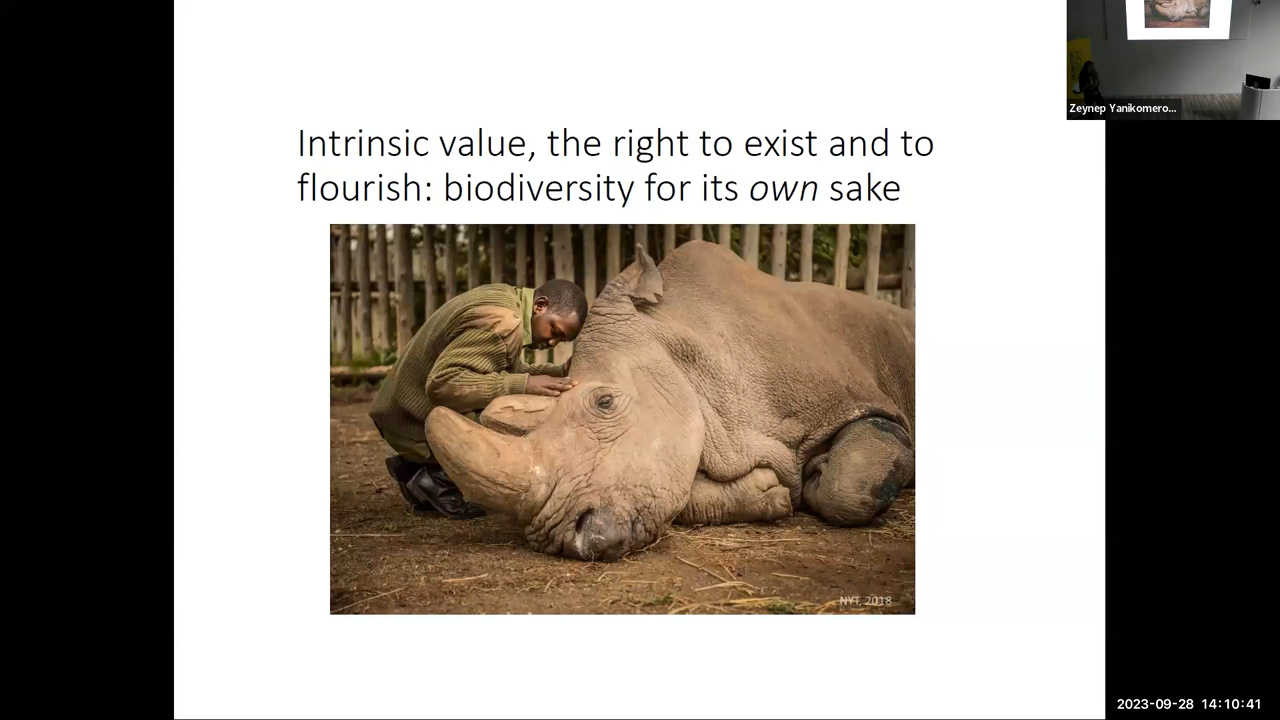 Zeynep Yanikomero...
Intrinsic value, the right to exist and to
flourish: biodiversity for its own sake
NYT, 2018
2023-09-28 14:10:41